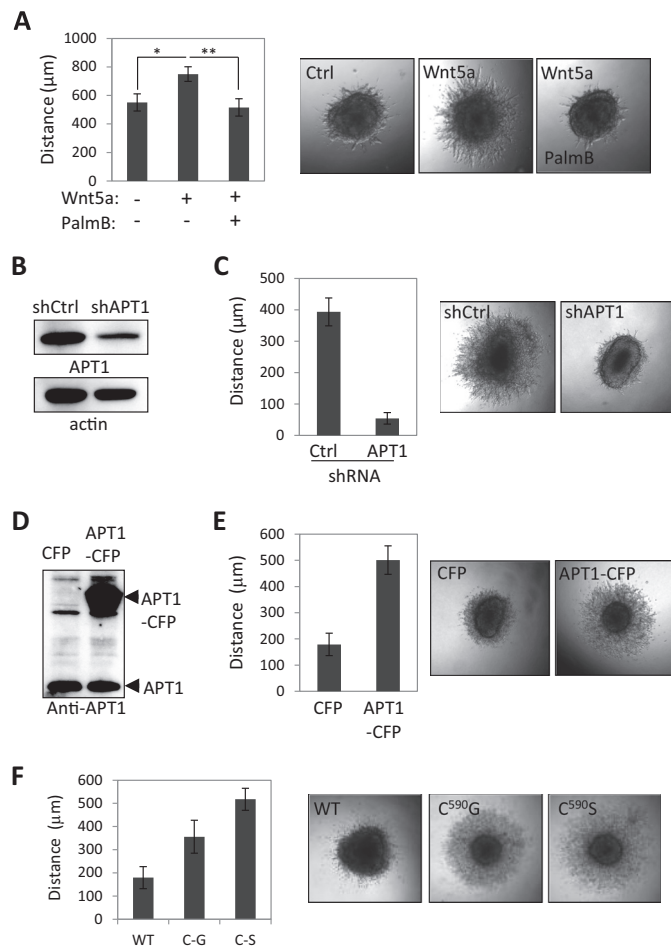 A
Distance (μm)
1000
800
600
400
200
0
*
**
Wnt5a: - + +
PalmB: - - +
Ctrl
Wnt5a
Wnt5a
PalmB
B
shCtrl shAPT1
APT1
actin
C
Distance (μm)
500
400
300
200
100
0
Ctrl APT1
shRNA
shCtrl
shAPT1
D
CFP APT1
-CFP
APT1
-CFP
APT1
Anti-APT1
E
Distance (μm)
600
500
400
300
200
100
0
CFP APT1
-CFP
CFP
APT1-CFP
F
Distance (μm)
600
500
400
300
200
100
0
WT C-G C-S
WT
C⁵⁹⁰G
C⁵⁹⁰S